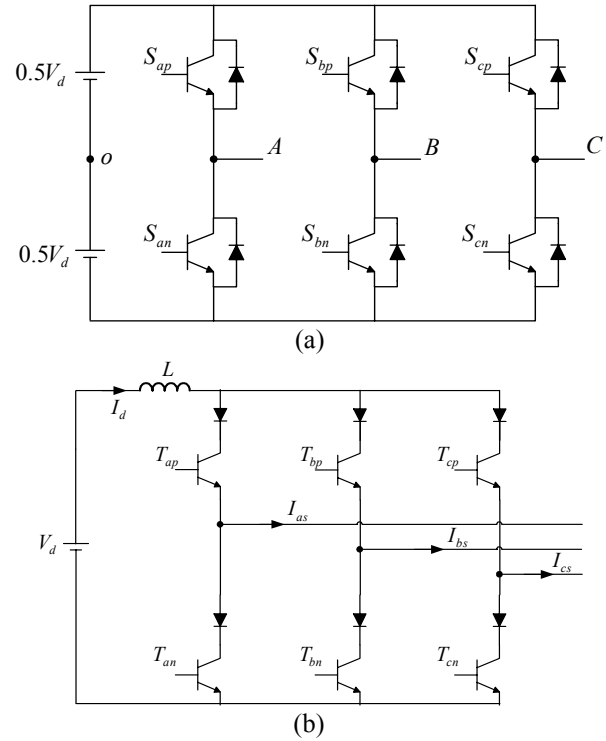 S_ap S_bp S_cp
0.5V_d
o A B C
S_an S_bn S_cn
0.5V_d
(a)
L
I_d
T_ap T_bp T_cp
I_as
V_d I_bs
I_cs
T_an T_bn T_cn
(b)